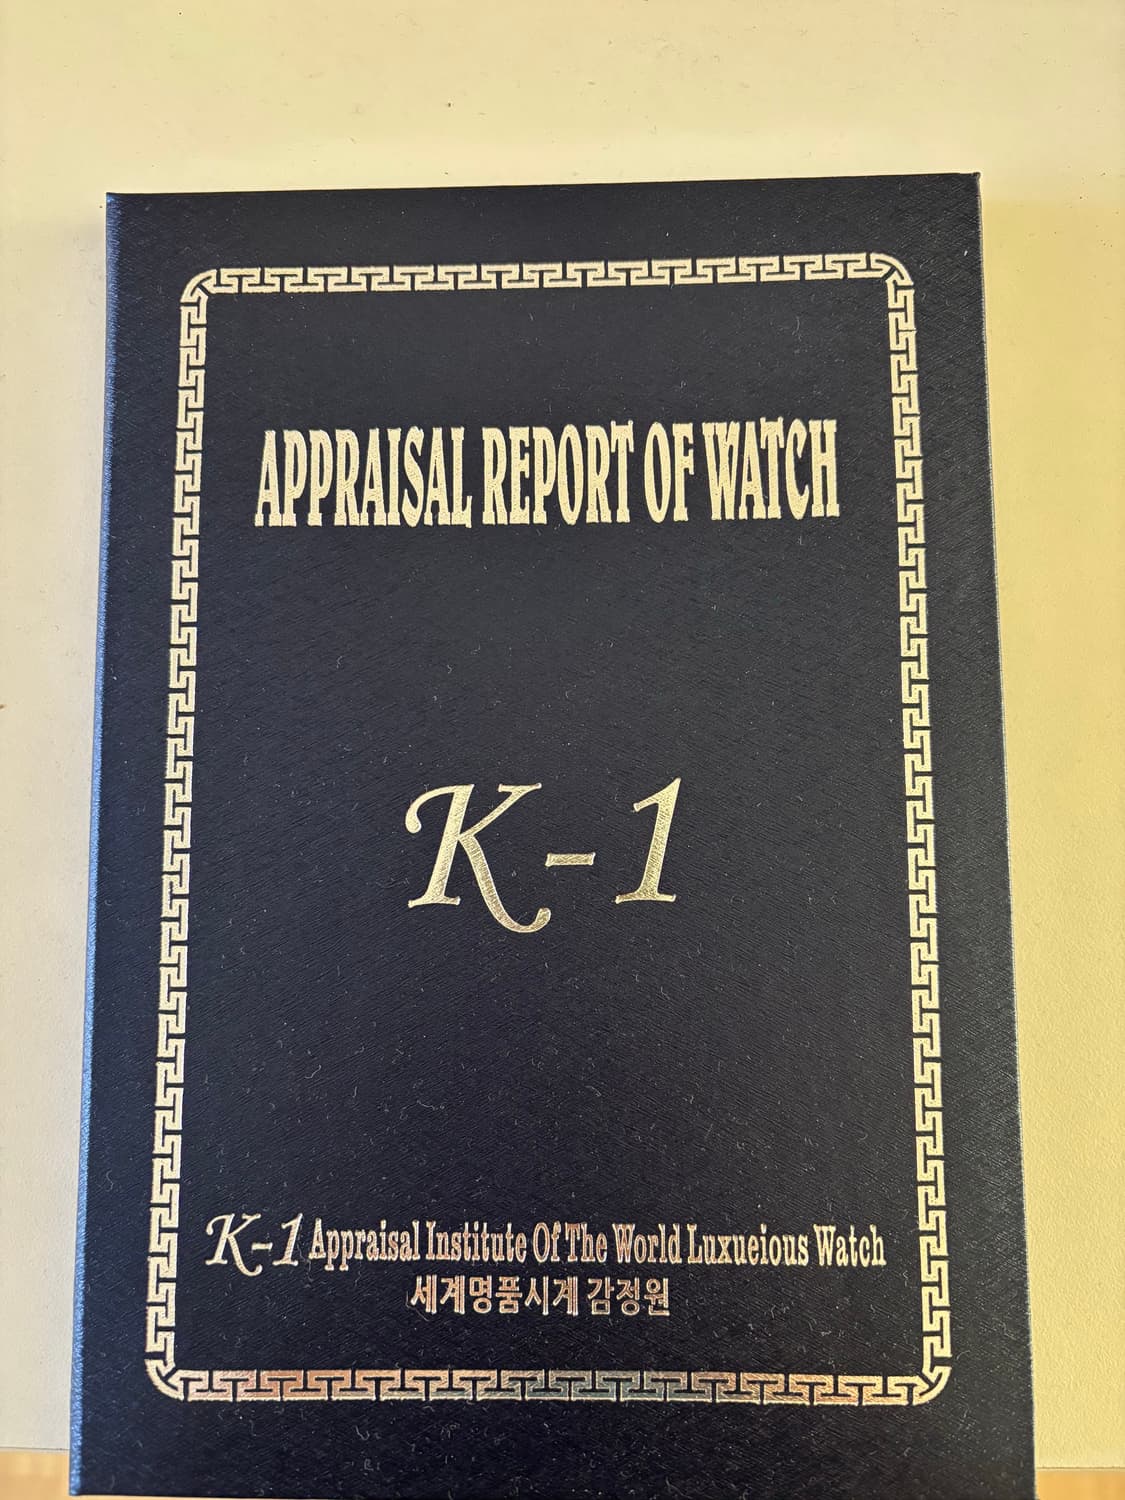 APPRAISAL REPORT OF WATCH
K-1
K-1 Appraisal Institute Of The World Luxueious Watch
세계명품시계 감정원